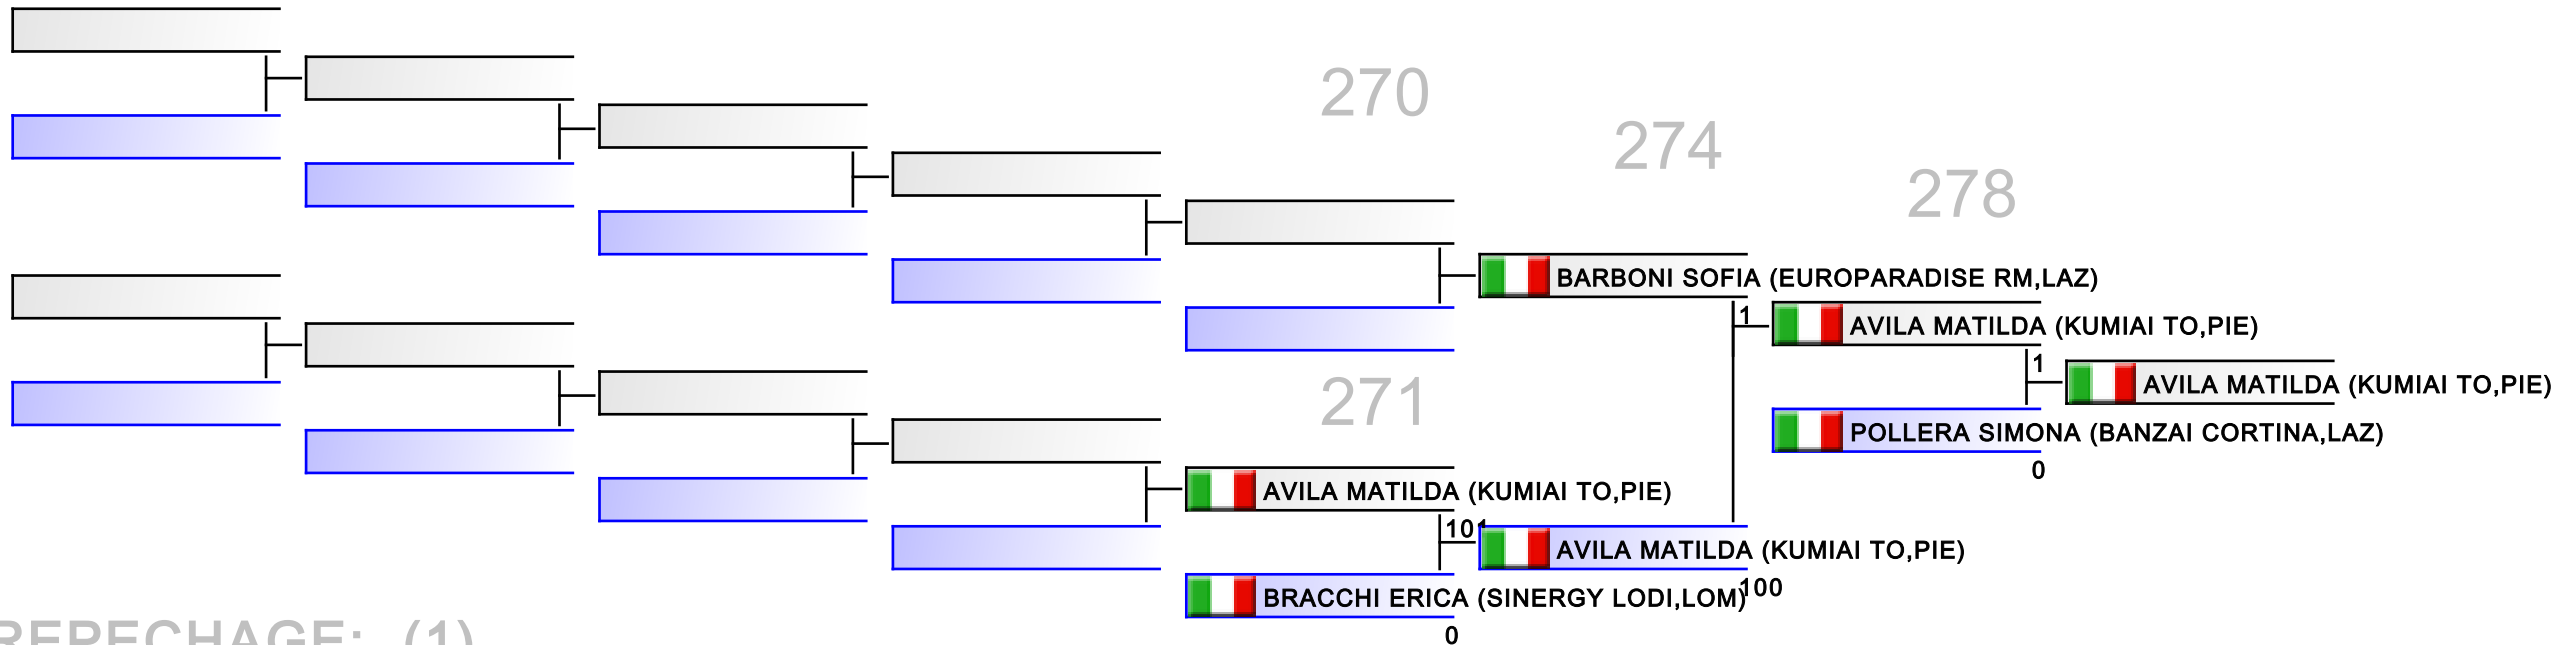 270
274
278
BARBONI SOFIA (EUROPARADISE RM,LAZ)
1
AVILA MATILDA (KUMIAI TO,PIE)
1
AVILA MATILDA (KUMIAI TO,PIE)
POLLERA SIMONA (BANZAI CORTINA,LAZ)
0
271
AVILA MATILDA (KUMIAI TO,PIE)
101
AVILA MATILDA (KUMIAI TO,PIE)
100
BRACCHI ERICA (SINERGY LODI,LOM)
0
REPECHAGE: (1)